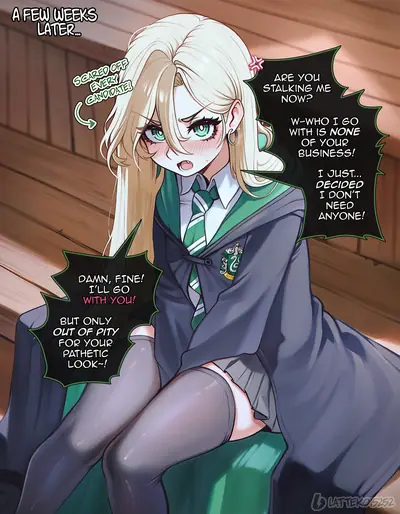 A FEW WEEKS
LATER...
SCARED OFF
EVERY
CANDIDATE!
ARE YOU
STALKING ME
NOW?
W-WHO I GO
WITH IS NONE
OF YOUR
BUSINESS!
I JUST...
DECIDED
I DON'T
NEED
ANYONE!
DAMN, FINE!
I'LL GO
WITH YOU!
BUT ONLY
OUT OF PITY
FOR YOUR
PATHETIC
LOOK~!
LATTEKO5252